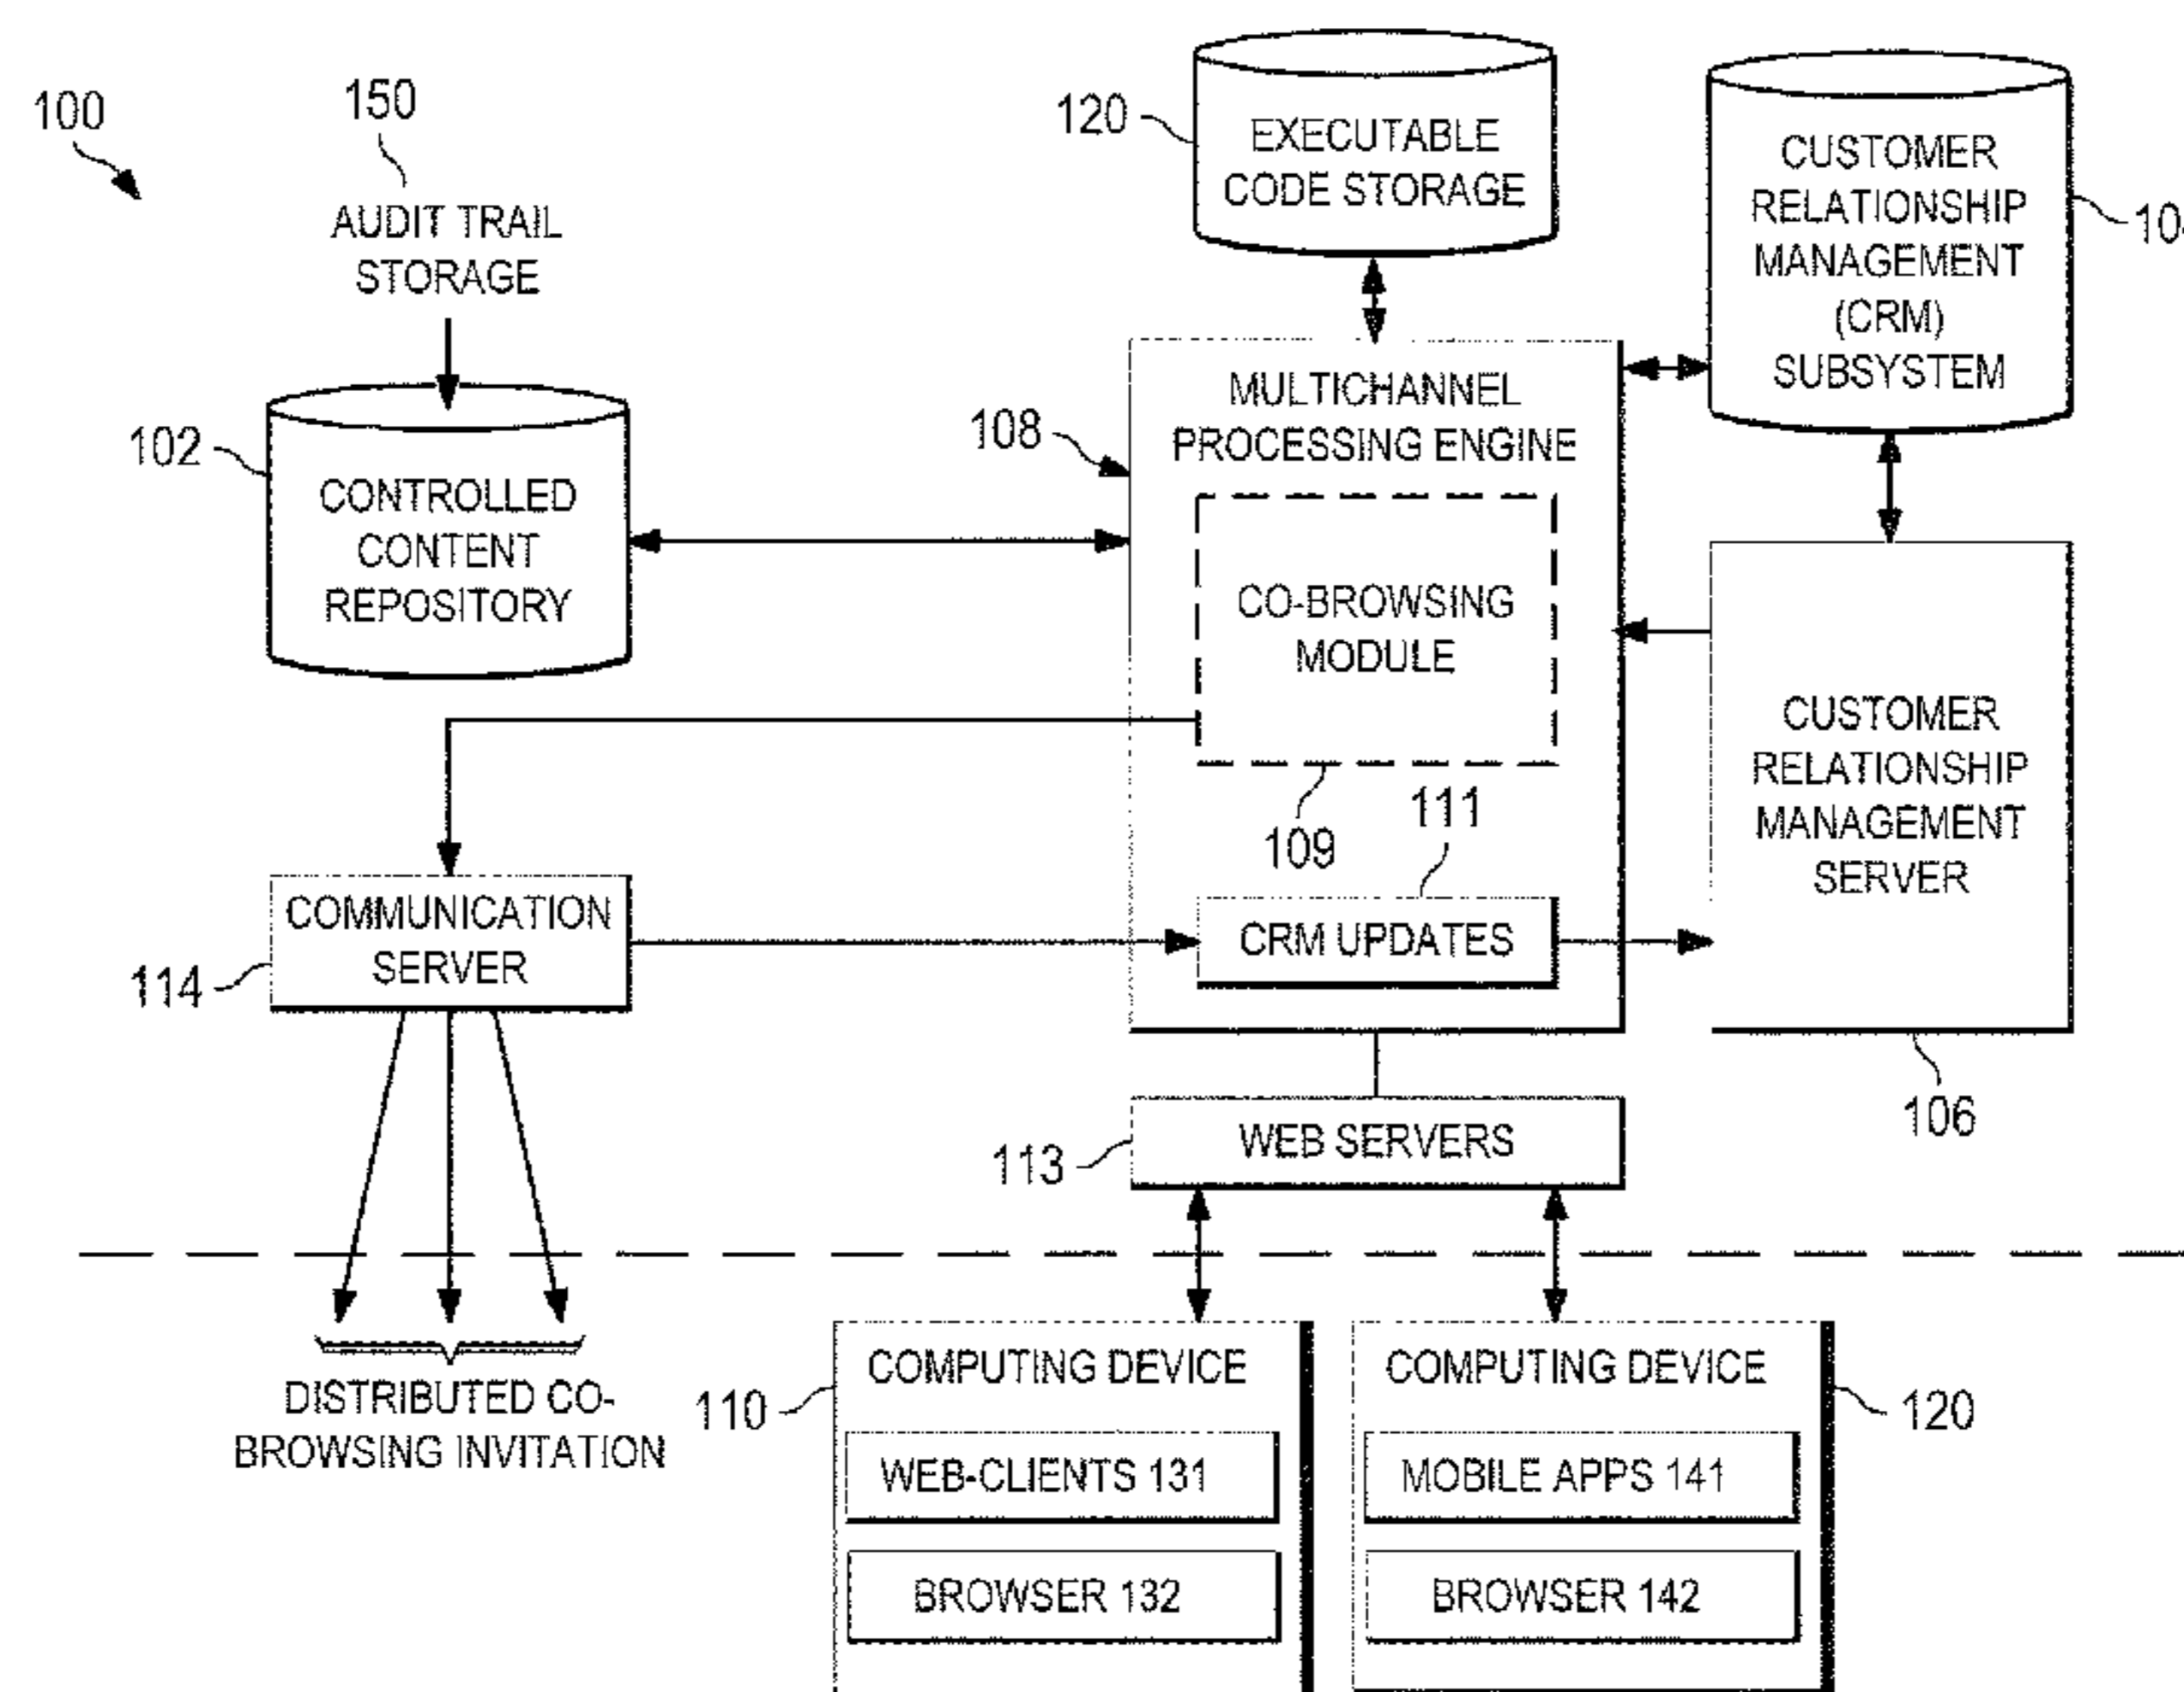 100
150
AUDIT TRAIL
STORAGE
120
EXECUTABLE
CODE STORAGE
CUSTOMER
RELATIONSHIP
MANAGEMENT
(CRM)
SUBSYSTEM
102
CONTROLLED
CONTENT
REPOSITORY
108
MULTICHANNEL
PROCESSING ENGINE
CO-BROWSING
MODULE
109
111
CRM UPDATES
CUSTOMER
RELATIONSHIP
MANAGEMENT
SERVER
106
COMMUNICATION
SERVER
114
113
WEB SERVERS
DISTRIBUTED CO-
BROWSING INVITATION
110
COMPUTING DEVICE
WEB-CLIENTS 131
BROWSER 132
COMPUTING DEVICE
120
MOBILE APPS 141
BROWSER 142